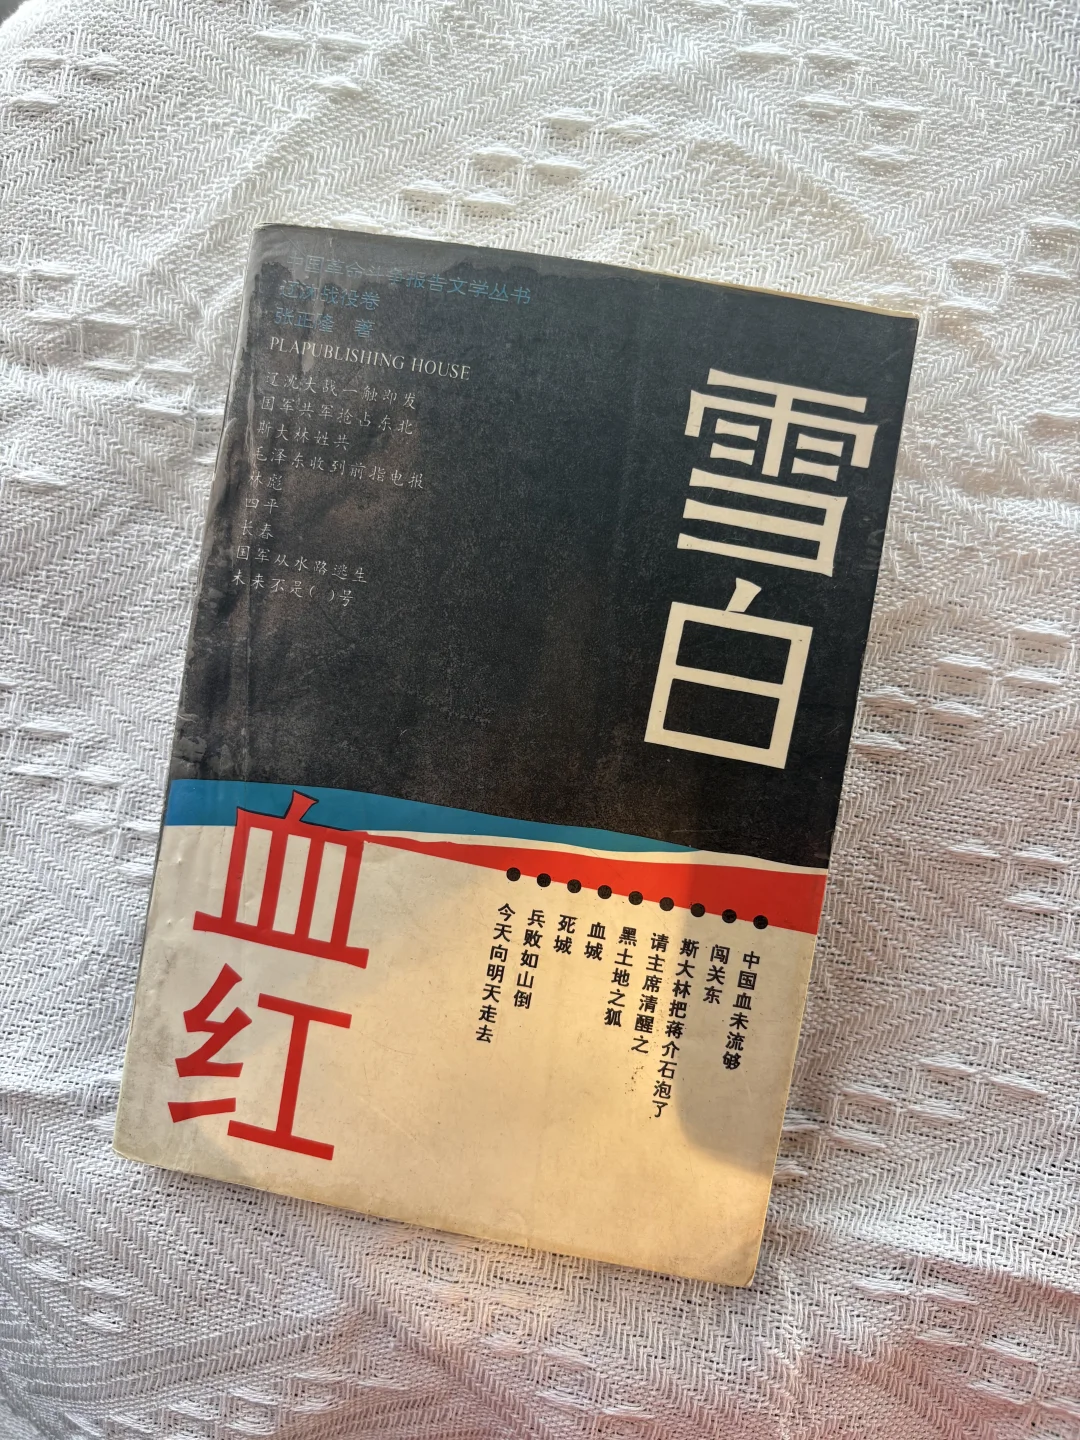 中国革命斗争报告文学丛书
辽沈战役卷
张正隆 著
PLAPUBLISHING HOUSE
辽沈大战一触即发
国军共军抢占东北
斯大林姓共
毛泽东收到前指电报
林彪
四平
长春
国军从水路逃生
未来不是( )号
雪白
血红
中国血未流够
闯关东
斯大林把蒋介石泡了
请主席清醒之
黑土地之狐
血城
死城
兵败如山倒
今天向明天走去